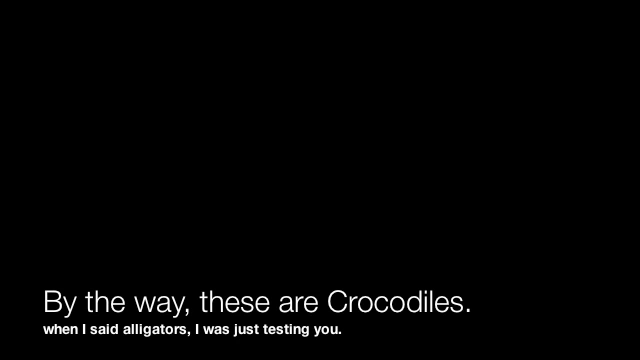 By the way, these are Crocodiles.
when I said alligators, I was just testing you.